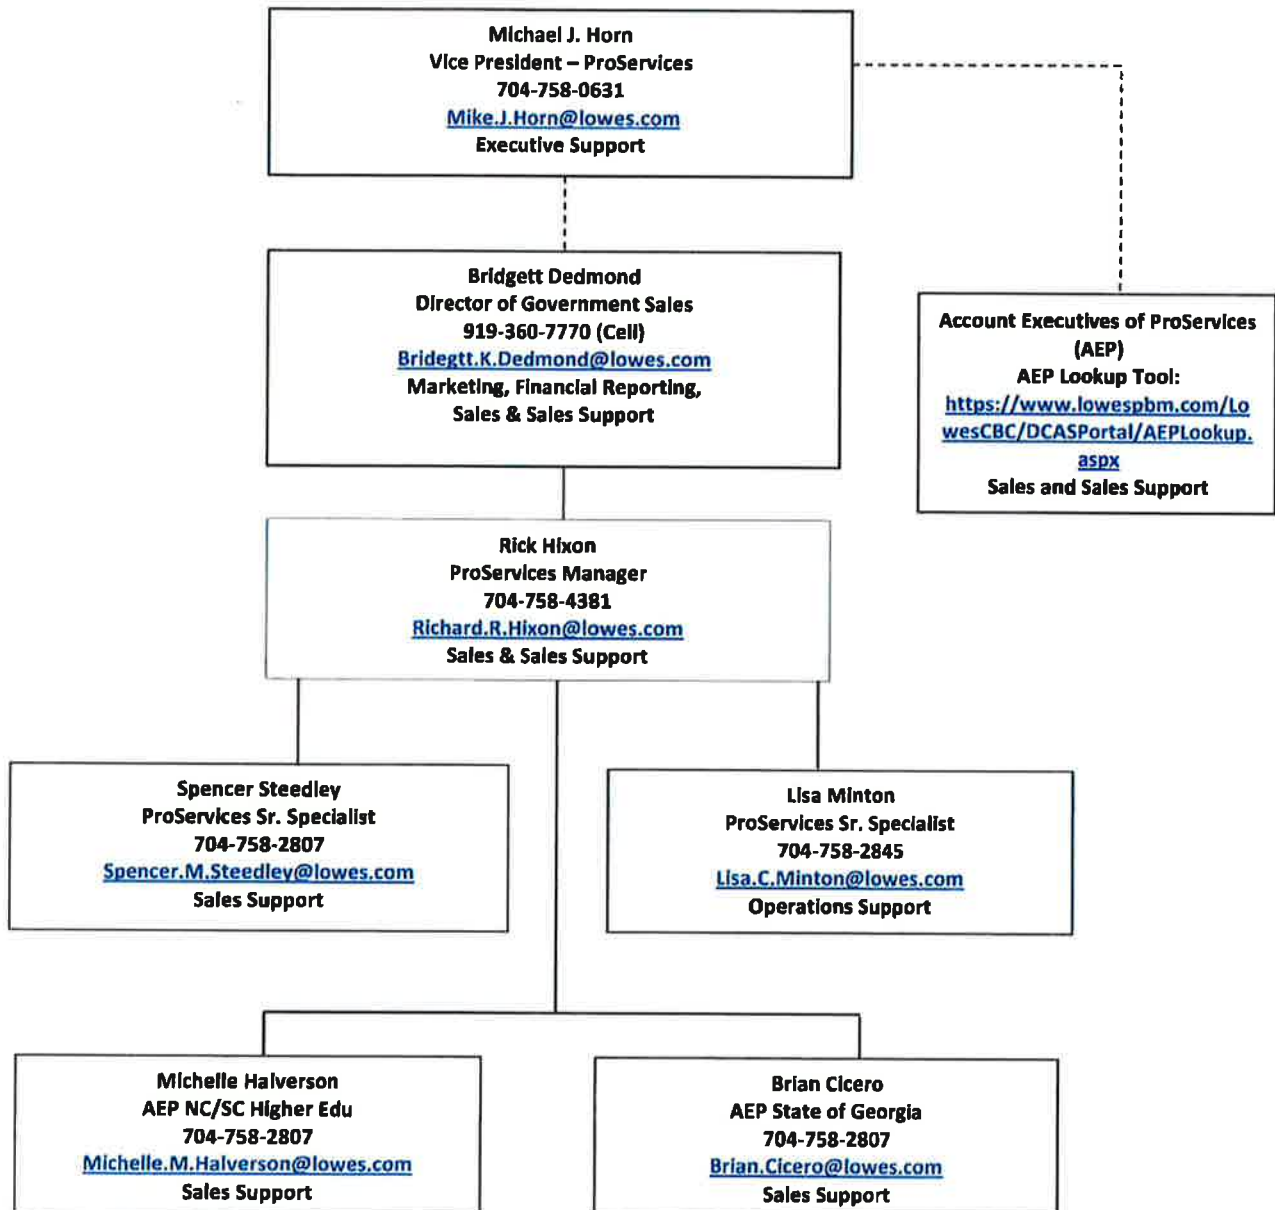 Michael J. Horn
Vice President – ProServices
704-758-0631
Mike.J.Horn@lowes.com
Executive Support
Bridgett Dedmond
Director of Government Sales
919-360-7770 (Cell)
Bridegtt.K.Dedmond@lowes.com
Marketing, Financial Reporting,
Sales & Sales Support
Account Executives of ProServices
(AEP)
AEP Lookup Tool:
https://www.lowespbm.com/Lo
wesCBC/DCASPortal/AEPLookup.
aspx
Sales and Sales Support
Rick Hixon
ProServices Manager
704-758-4381
Richard.R.Hixon@lowes.com
Sales & Sales Support
Spencer Steedley
ProServices Sr. Specialist
704-758-2807
Spencer.M.Steedley@lowes.com
Sales Support
Lisa Minton
ProServices Sr. Specialist
704-758-2845
Lisa.C.Minton@lowes.com
Operations Support
Michelle Halverson
AEP NC/SC Higher Edu
704-758-2807
Michelle.M.Halverson@lowes.com
Sales Support
Brian Cicero
AEP State of Georgia
704-758-2807
Brian.Cicero@lowes.com
Sales Support